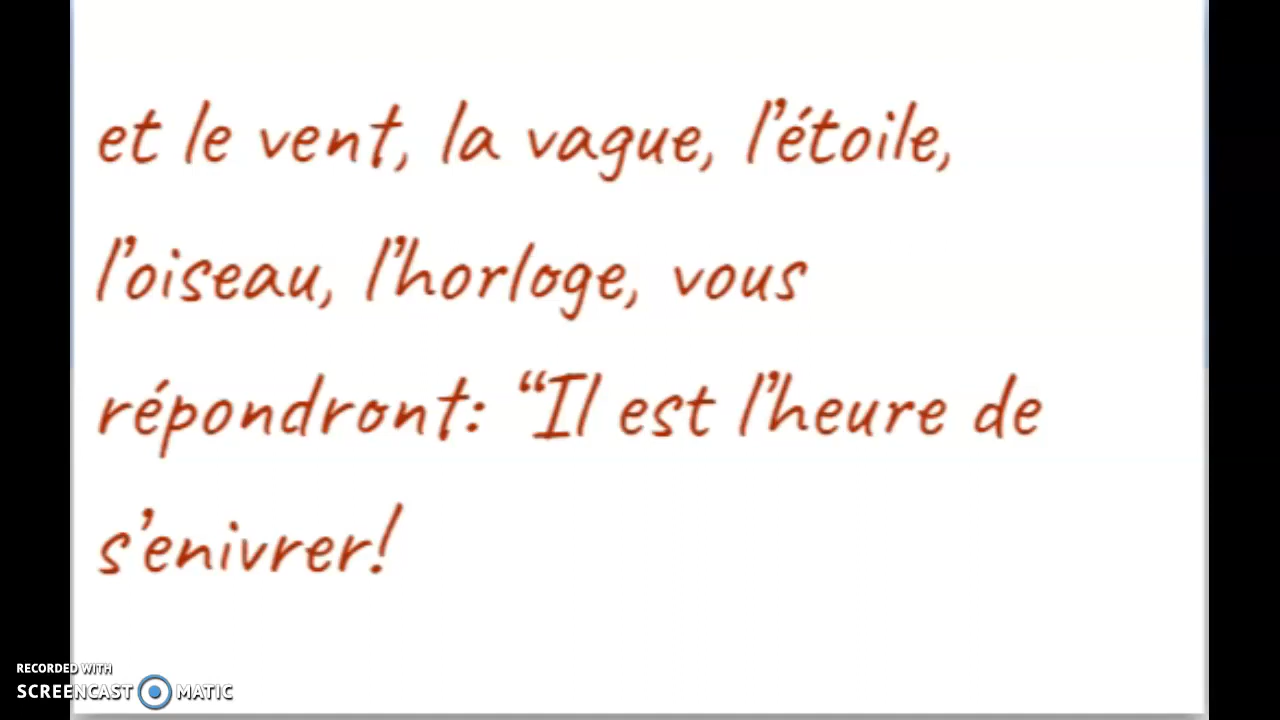 et le vent, la vague, l’étoile,
l’oiseau, l’horloge, vous
répondront: “Il est l’heure de
s’enivrer!
RECORDED WITH
SCREENCAST MATIC